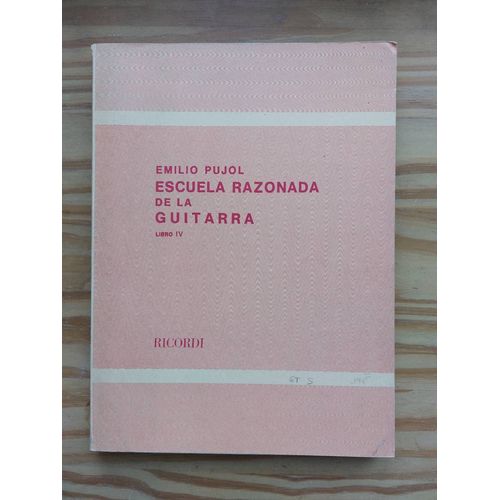 EMILIO PUJOL
ESCUELA RAZONADA
DE LA
GUITARRA
LIBRO IV
RICORDI